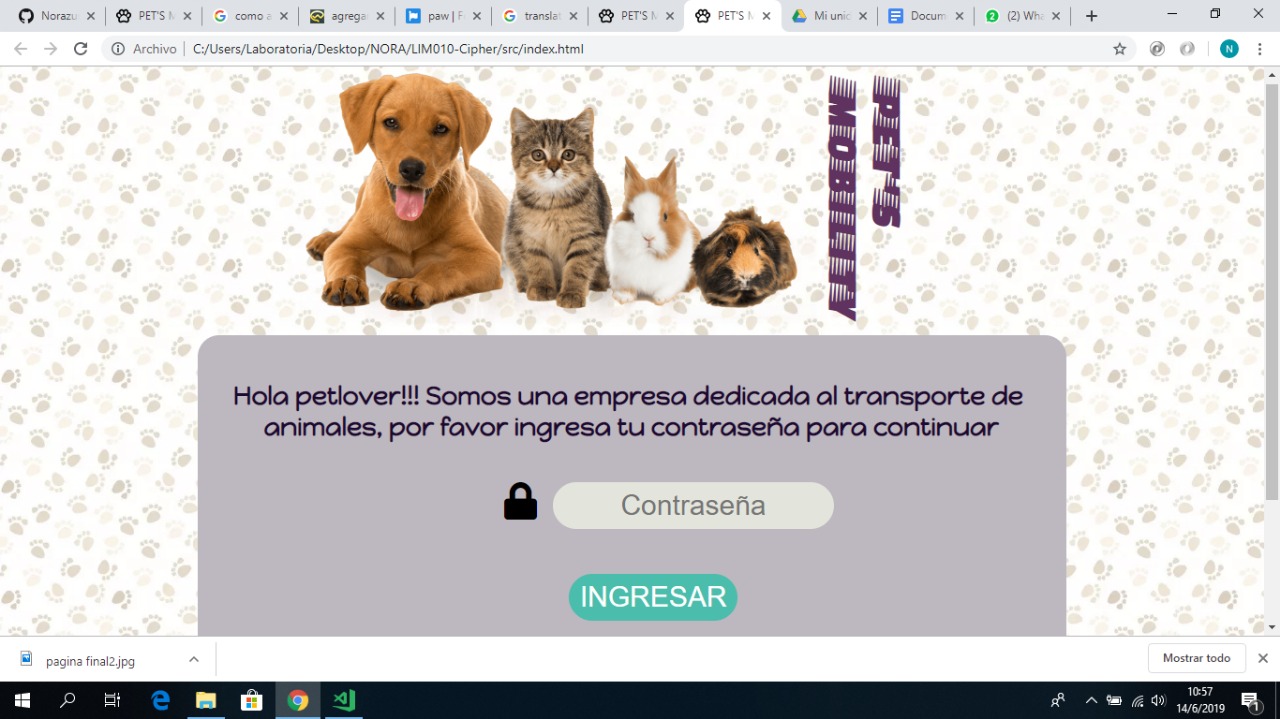 Norazu
PET'S M
como a
agrega
paw | F
translat
PET'S M
PET'S M
Mi unic
Docum
(2) Wha
Archivo
C:/Users/Laboratoria/Desktop/NORA/LIM010-Cipher/src/index.html
N
PET'S
MOBILITY
Hola petlover!!! Somos una empresa dedicada al transporte de
animales, por favor ingresa tu contraseña para continuar
Contraseña
INGRESAR
pagina final2.jpg
Mostrar todo
10:57
14/6/2019
1